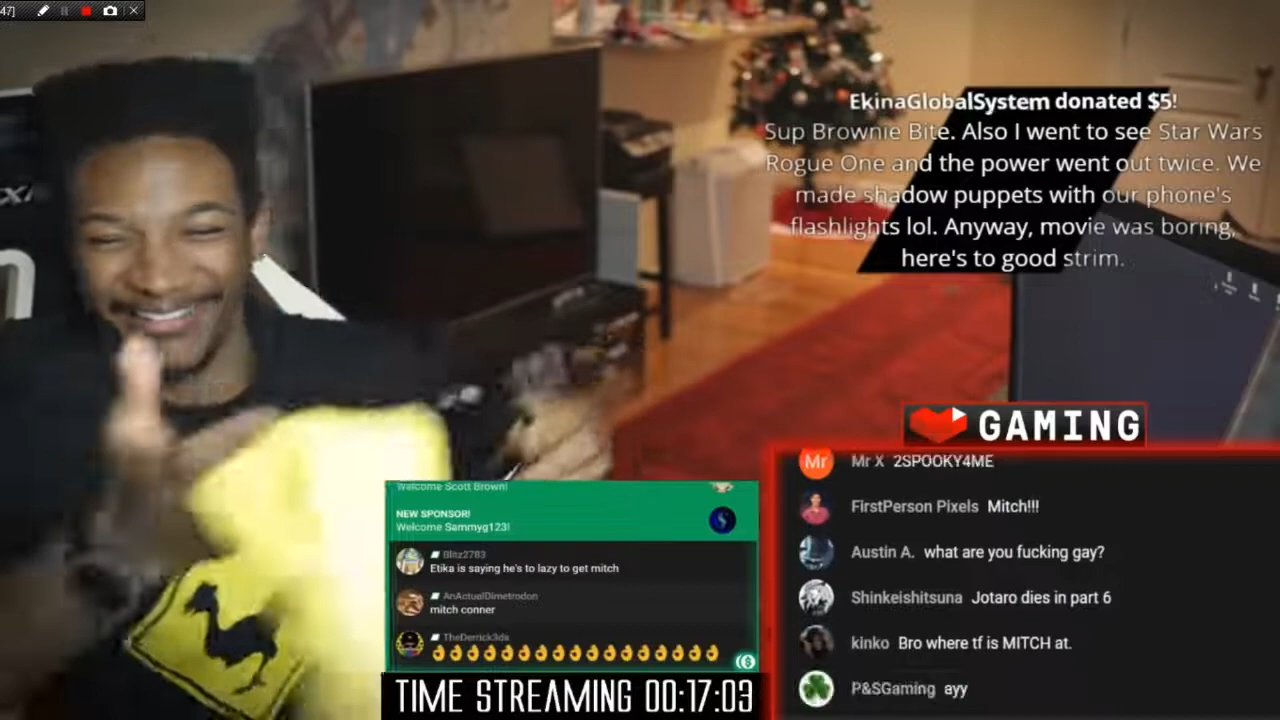 EkinaGlobalSystem donated $5!
Sup Brownie Bite. Also I went to see Star Wars
Rogue One and the power went out twice. We
made shadow puppets with our phone's
flashlights lol. Anyway, movie was boring,
here's to good strim.
GAMING
Mr X 2SPOOKY4ME
Mr
FirstPerson Pixels Mitch!!!
Austin A. what are you fucking gay?
Shinkeishitsuna Jotaro dies in part 6
kinko Bro where tf is MITCH at.
P&SGaming ayy
Welcome Scott Brown!
NEW SPONSOR!
Welcome Sammyg123!
Blitz2783
Etika is saying he's to lazy to get mitch
AnActualDimetrodon
mitch conner
TheDerrick3ds
👌👌👌👌👌👌👌👌👌👌👌👌👌👌👌👌
TIME STREAMING 00:17:03